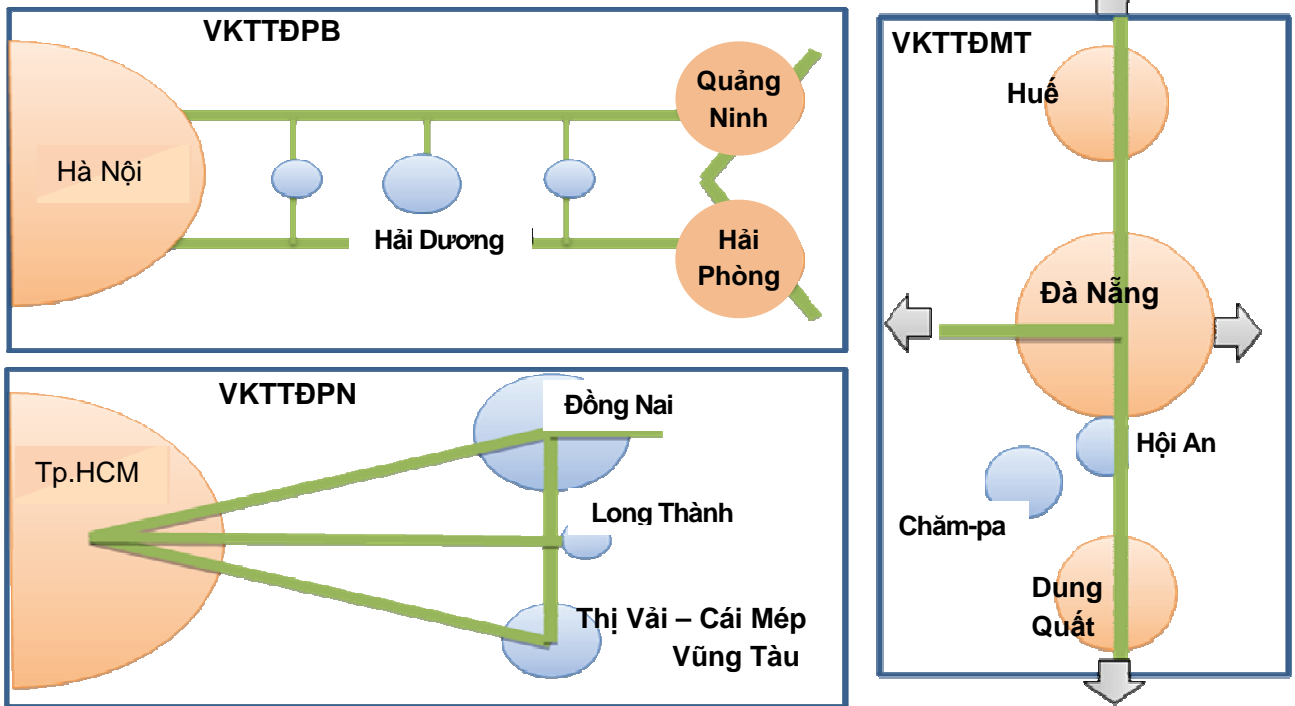 VKTTĐPB
Hà Nội
Quảng
Ninh
Hải Dương
Hải
Phòng
VKTTĐPN
Tp.HCM
Đồng Nai
Long Thành
Thị Vải – Cái Mép
Vũng Tàu
VKTTĐMT
Huế
Đà Nẵng
Hội An
Chăm-pa
Dung
Quất